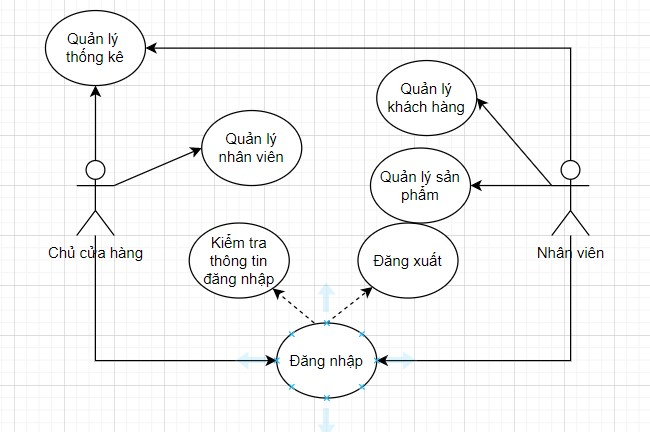 Quản lý
thống kê
Quản lý
khách hàng
Quản lý
nhân viên
Quản lý sản
phẩm
Chủ cửa hàng
Kiểm tra
thông tin
đăng nhập
Đăng xuất
Nhân viên
Đăng nhập